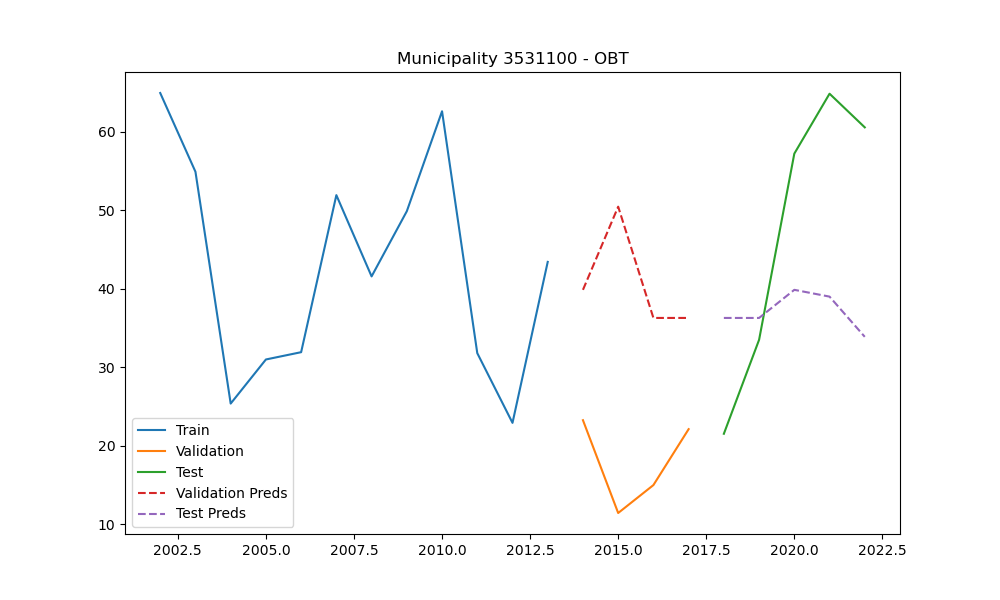 Municipality 3531100 - OBT
60
50
40
30
20
10
Train
Validation
Test
Validation Preds
Test Preds
2002.5 2005.0 2007.5 2010.0 2012.5 2015.0 2017.5 2020.0 2022.5